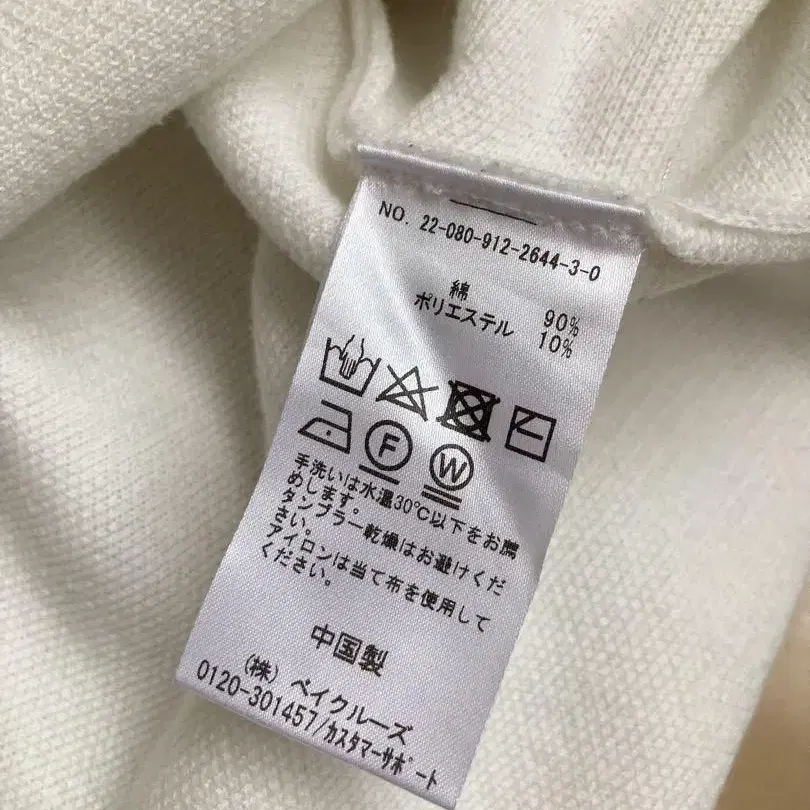 NO. 22-080-912-2644-3-0
綿 90%
ポリエステル 10%
F W
手洗いは水温30℃以下をお薦
めします。
タンブラー乾燥はお避けくだ
さい。
アイロンは当て布を使用して
ください。
中国製
(株) ベイクルーズ
0120-301457/カスタマーサポート